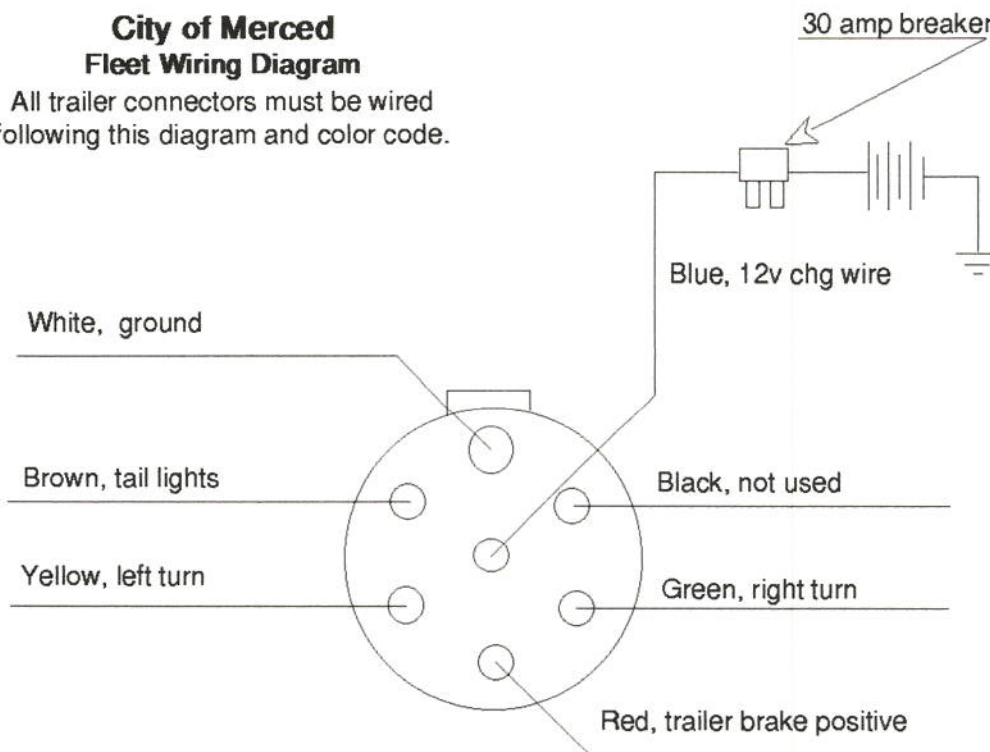 City of Merced
Fleet Wiring Diagram
All trailer connectors must be wired
following this diagram and color code.
30 amp breaker
Blue, 12v chg wire
White, ground
Brown, tail lights
Black, not used
Yellow, left turn
Green, right turn
Red, trailer brake positive